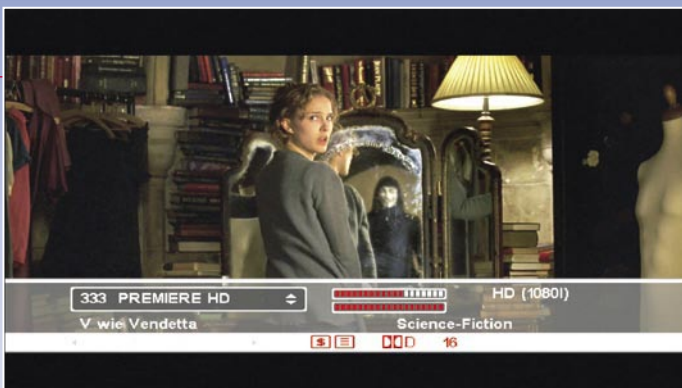 333 PREMIERE HD HD (1080I)
V wie Vendetta Science-Fiction
$ D 16